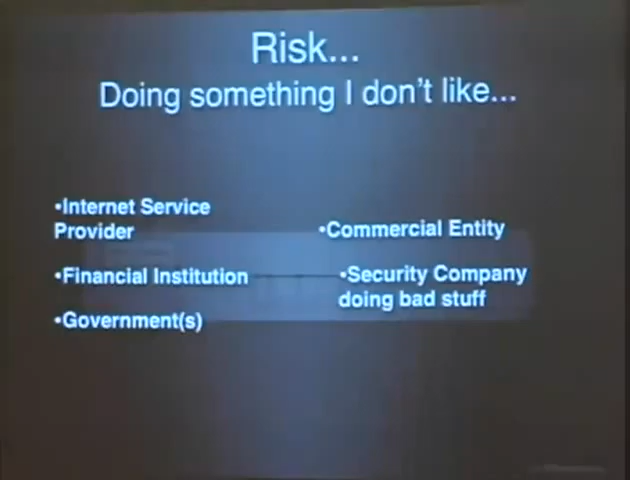 Risk...
Doing something I don't like...
•Internet Service
Provider
•Financial Institution
•Government(s)
•Commercial Entity
•Security Company
doing bad stuff